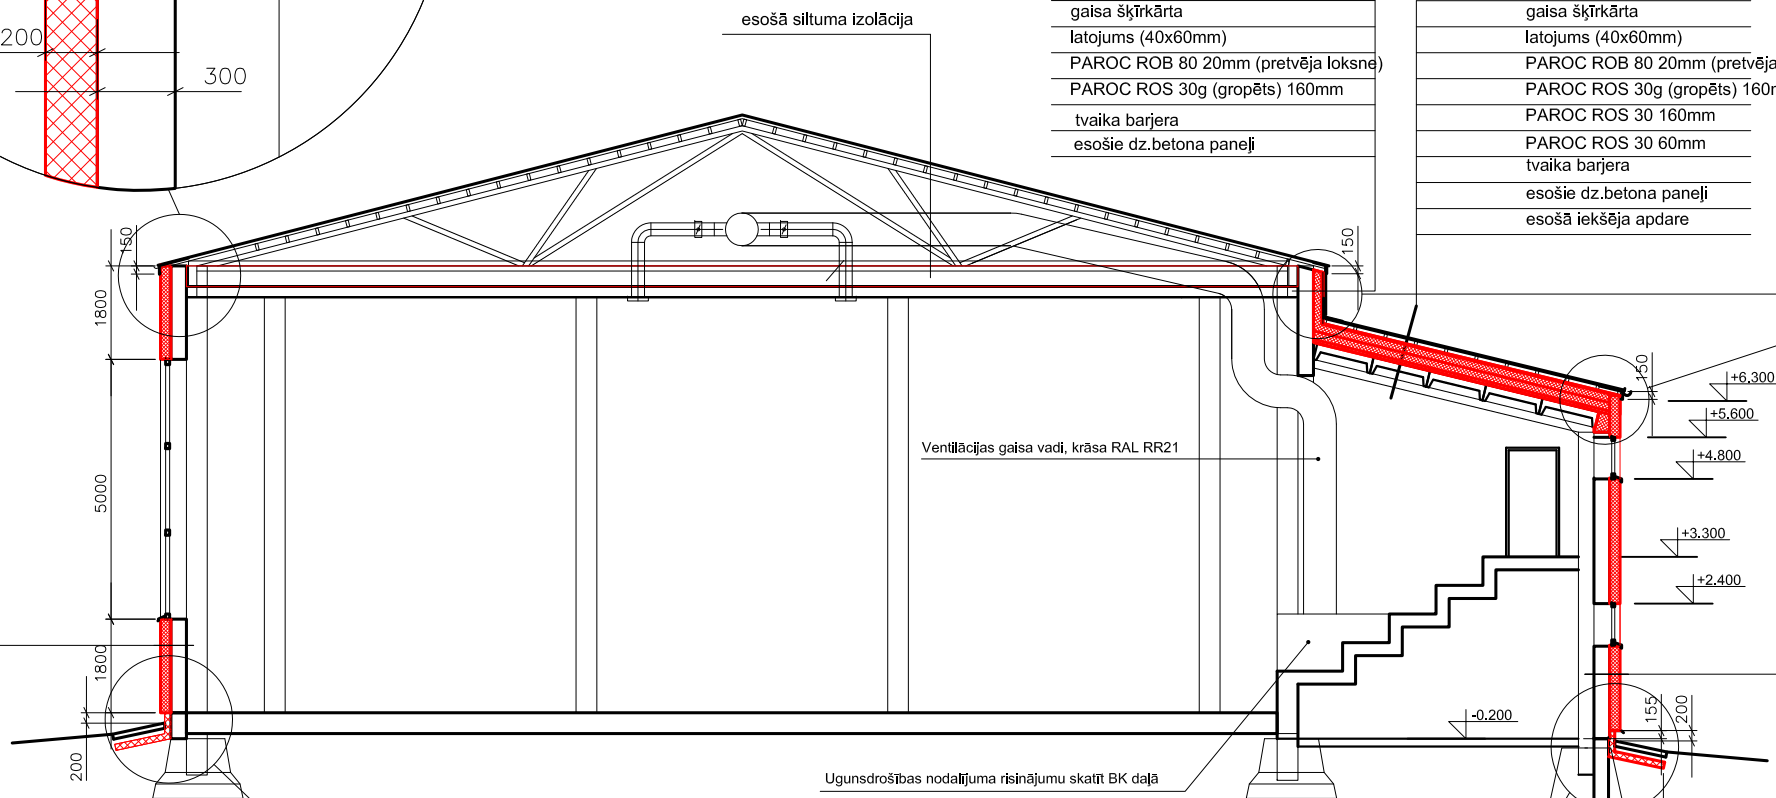 esošā siltuma izolācija
gaisa šķīrkārta
latojums (40x60mm)
PAROC ROB 80 20mm (pretvēja loksne)
PAROC ROS 30g (gropēts) 160mm
tvaika barjera
esošie dz.betona paneļi
gaisa šķīrkārta
latojums (40x60mm)
PAROC ROB 80 20mm (pretvēja
PAROC ROS 30g (gropēts) 160m
PAROC ROS 30 160mm
PAROC ROS 30 60mm
tvaika barjera
esošie dz.betona paneļi
esošā iekšēja apdare
200
300
150
1800
5000
1800
200
150
150
+6.300
+5.600
+4.800
+3.300
+2.400
-0.200
155
200
Ventilācijas gaisa vadi, krāsa RAL RR21
Ugunsdrošības nodalījuma risinājumu skatīt BK daļā